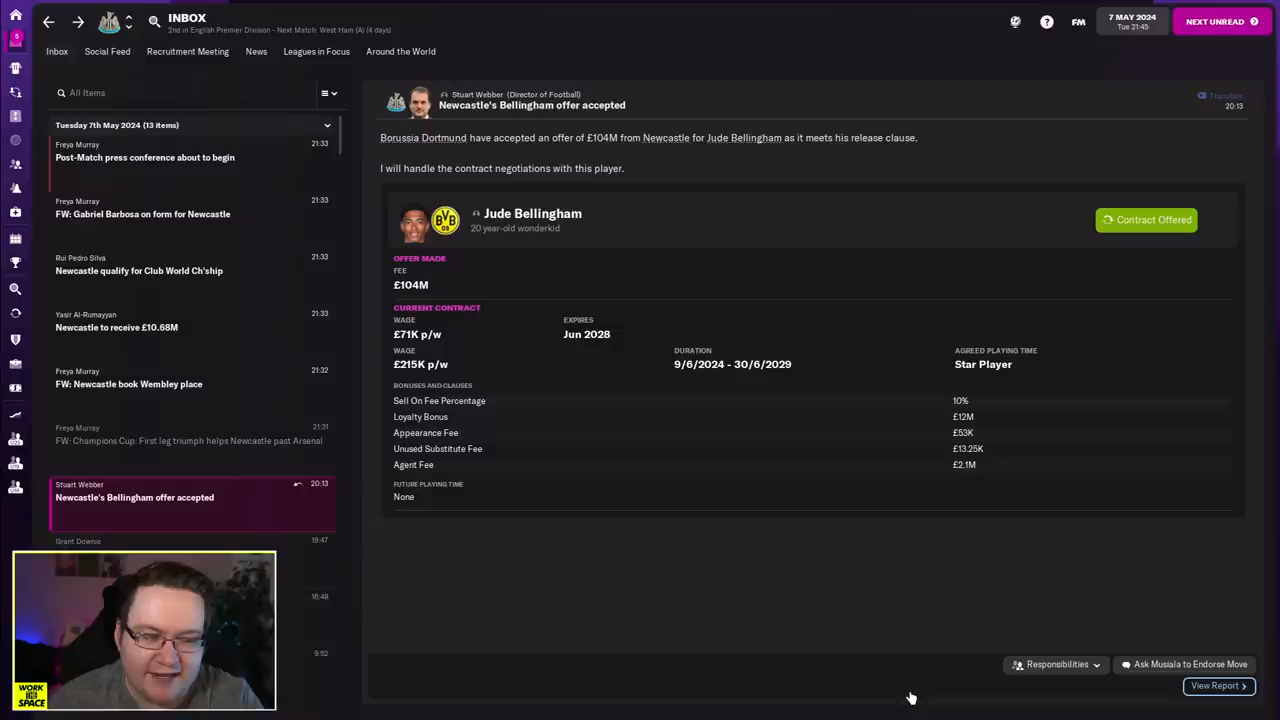 INBOX
2nd in English Premier Division - Next Match: West Ham (A) (4 days)
FM
7 MAY 2024
Tue 21:45
NEXT UNREAD
5
Inbox
Social Feed
Recruitment Meeting
News
Leagues in Focus
Around the World
All Items
Tuesday 7th May 2024 (13 items)
Freya Murray
21:33
Post-Match press conference about to begin
Freya Murray
21:33
FW: Gabriel Barbosa on form for Newcastle
Rui Pedro Silva
21:33
Newcastle qualify for Club World Ch'ship
Yasir Al-Rumayyan
21:33
Newcastle to receive £10.68M
Freya Murray
21:32
FW: Newcastle book Wembley place
Freya Murray
21:31
FW: Champions Cup: First leg triumph helps Newcastle past Arsenal
Stuart Webber
20:13
Newcastle's Bellingham offer accepted
Grant Downie
19:47
16:48
9:52
WORK
THE
SPACE
Stuart Webber (Director of Football)
Newcastle's Bellingham offer accepted
Transfers
20:13
Borussia Dortmund have accepted an offer of £104M from Newcastle for Jude Bellingham as it meets his release clause.
I will handle the contract negotiations with this player.
BVB
09
Jude Bellingham
20 year-old wonderkid
Contract Offered
OFFER MADE
FEE
£104M
CURRENT CONTRACT
WAGE
EXPIRES
£71K p/w
Jun 2028
WAGE
DURATION
AGREED PLAYING TIME
£215K p/w
9/6/2024 - 30/6/2029
Star Player
BONUSES AND CLAUSES
Sell On Fee Percentage
10%
Loyalty Bonus
£12M
Appearance Fee
£53K
Unused Substitute Fee
£13.25K
Agent Fee
£2.1M
FUTURE PLAYING TIME
None
Responsibilities
Ask Musiala to Endorse Move
View Report